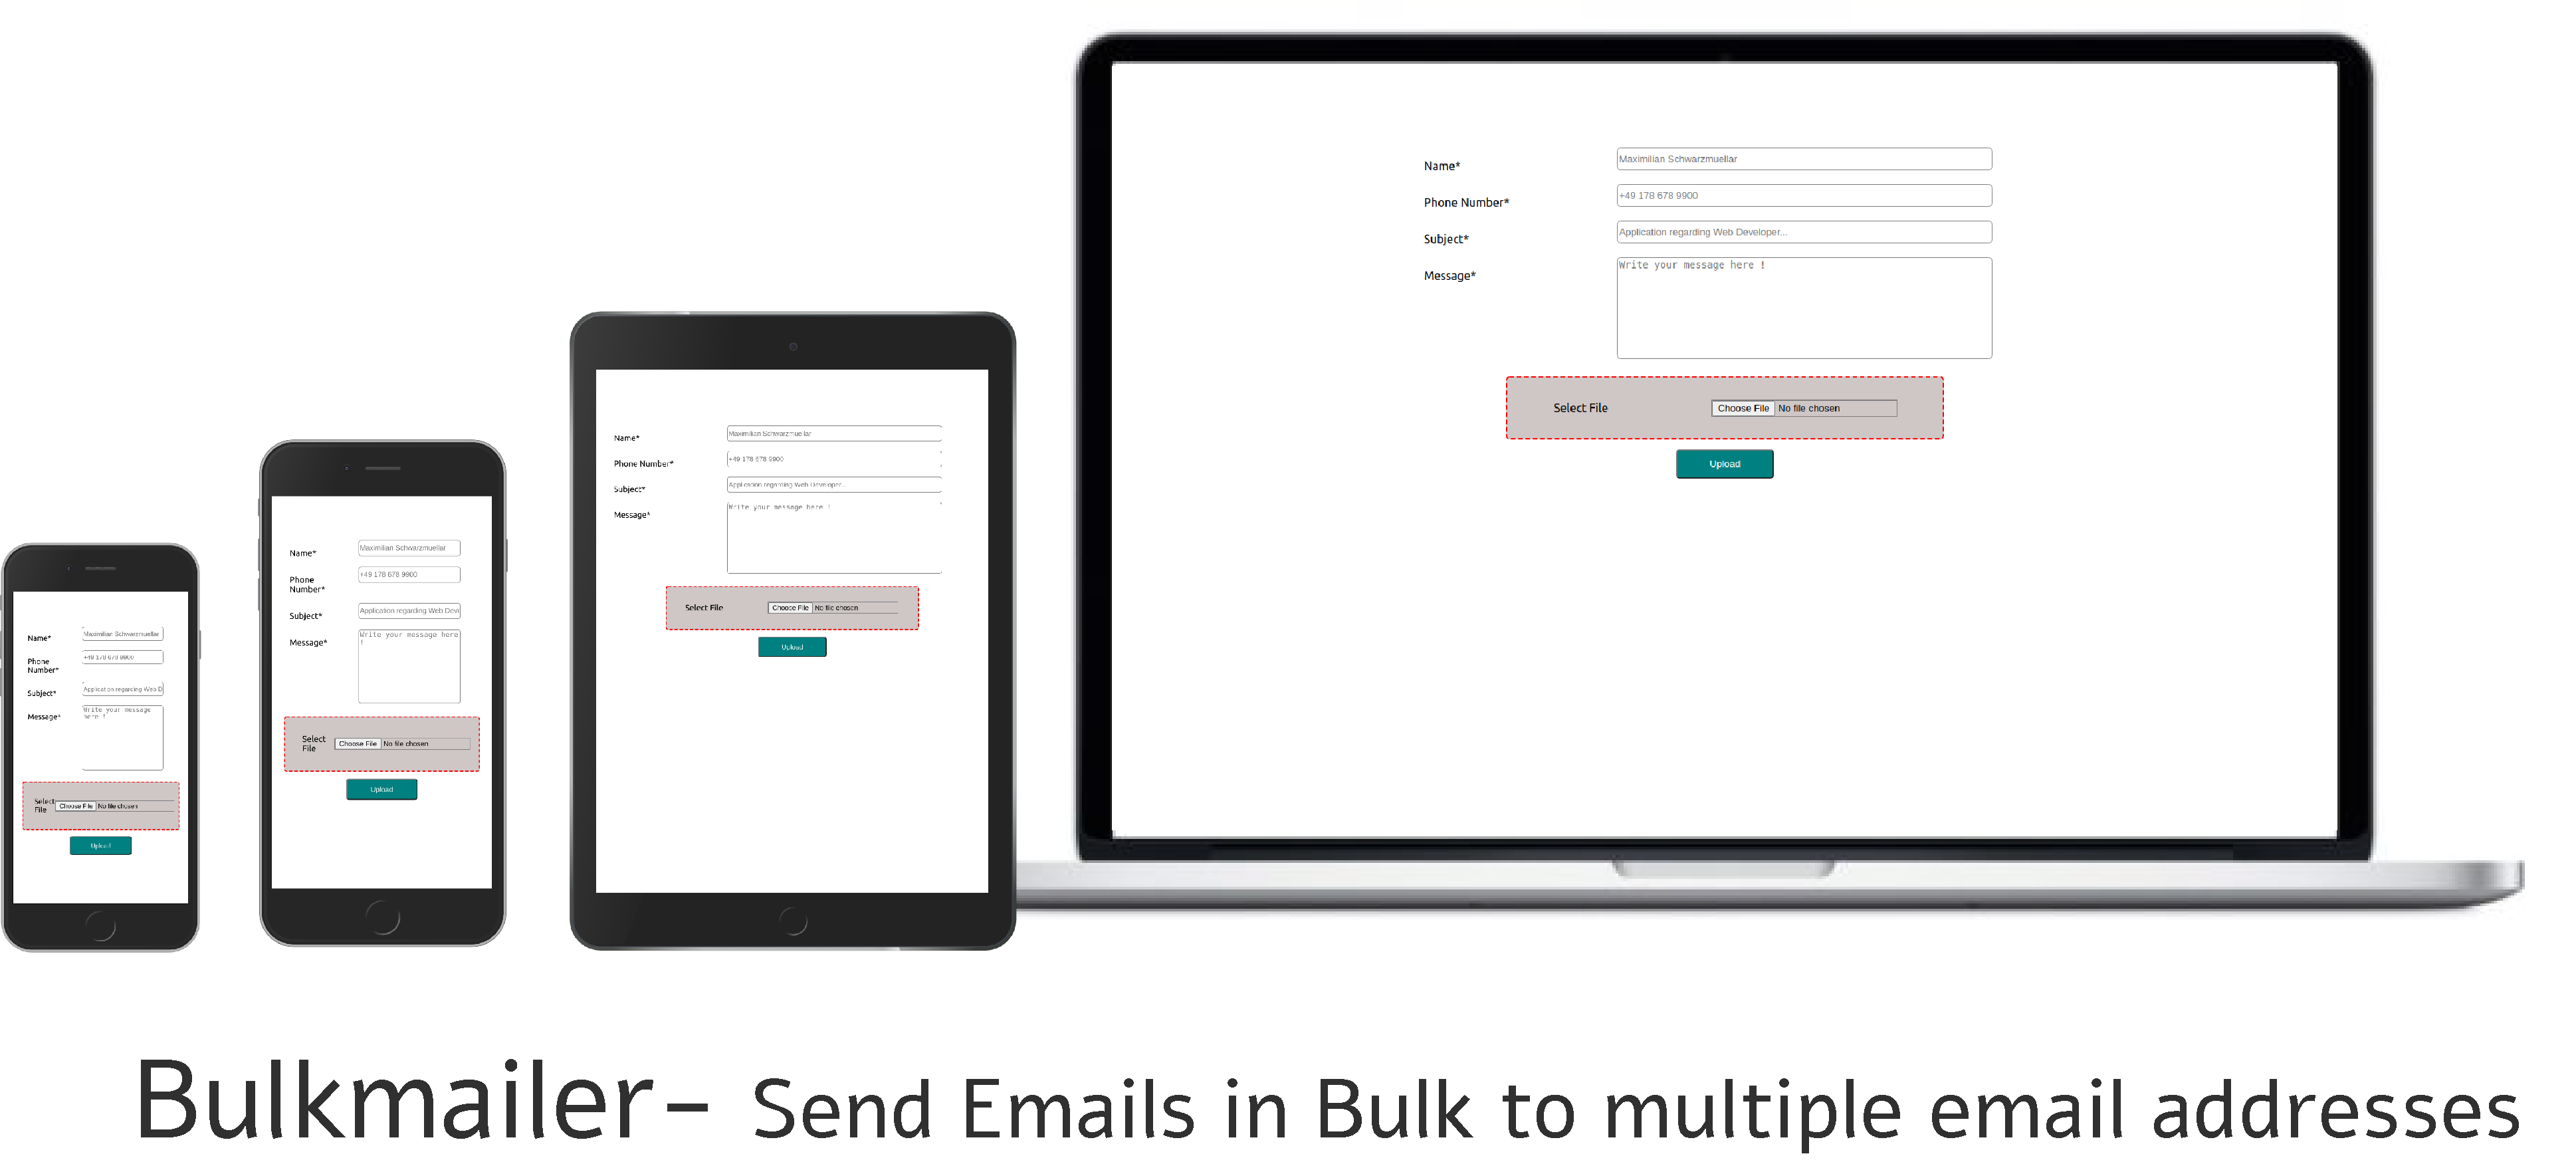 Name*
Maximilian Schwarzmuellar
Phone Number*
+49 178 678 9900
Subject*
Application regarding Web Developer...
Message*
Write your message here !
Select File
Choose File No file chosen
Upload
Name*
Maximilian Schwarzmuellar
Phone Number*
+49 178 678 9900
Subject*
Application regarding Web Developer...
Message*
Write your message here !
Select File
Choose File No file chosen
Upload
Name*
Maximilian Schwarzmuellar
Phone
Number*
+49 178 678 9900
Subject*
Application regarding Web Dev
Message*
Write your message here
!
Select
File
Choose File No file chosen
Upload
Name*
Maximilian Schwarzmuellar
Phone
Number*
+49 178 678 9900
Subject*
Application regarding Web D
Message*
Write your message
here !
Select
File
Choose File No file chosen
Upload
Bulkmailer- Send Emails in Bulk to multiple email addresses